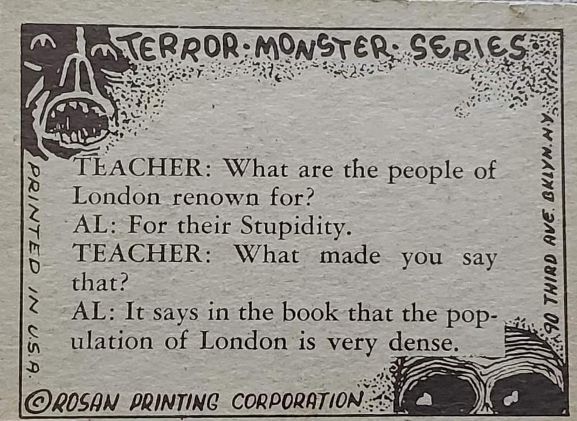 TERROR·MONSTER·SERIES·
TEACHER: What are the people of
London renown for?
AL: For their Stupidity.
TEACHER: What made you say
that?
AL: It says in the book that the pop-
ulation of London is very dense.
PRINTED IN USA.
90 THIRD AVE. BKLYN. N.Y.
©ROSAN PRINTING CORPORATION